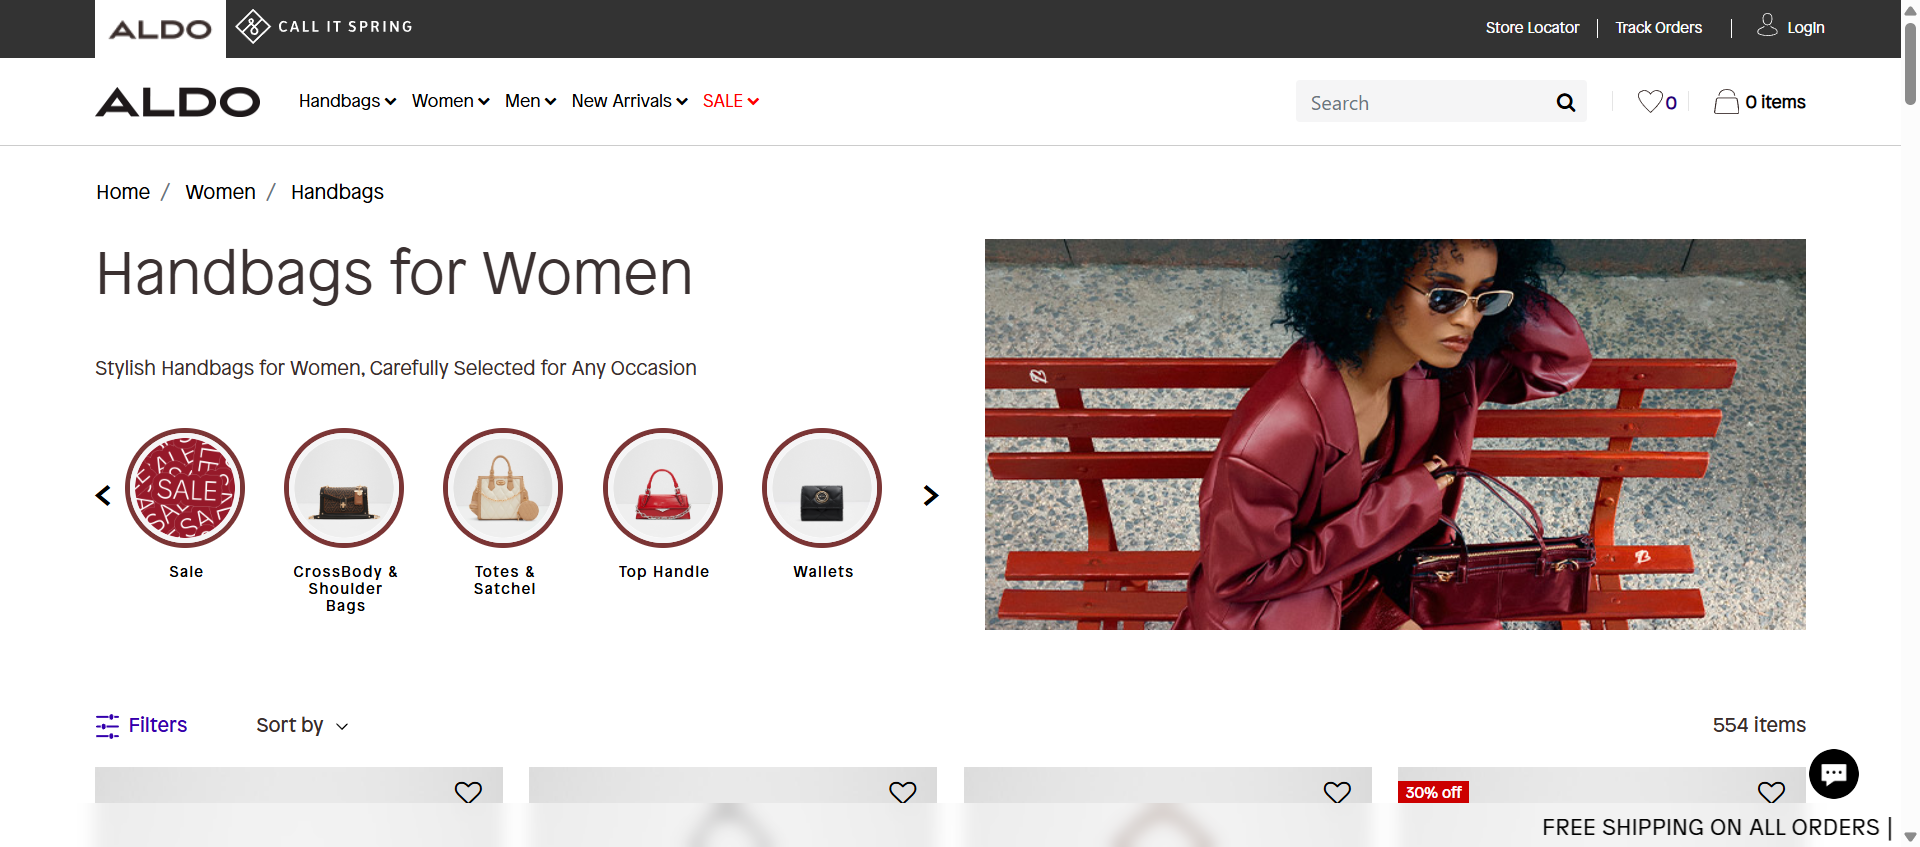 ALDO
CALL IT SPRING
Store Locator
Track Orders
Login
ALDO
Handbags
Women
Men
New Arrivals
SALE
Search
0
0 items
Home / Women / Handbags
Handbags for Women
Stylish Handbags for Women, Carefully Selected for Any Occasion
SALE
Sale
CrossBody &
Shoulder
Bags
Totes &
Satchel
Top Handle
Wallets
Filters
Sort by
554 items
30% off
FREE SHIPPING ON ALL ORDERS |